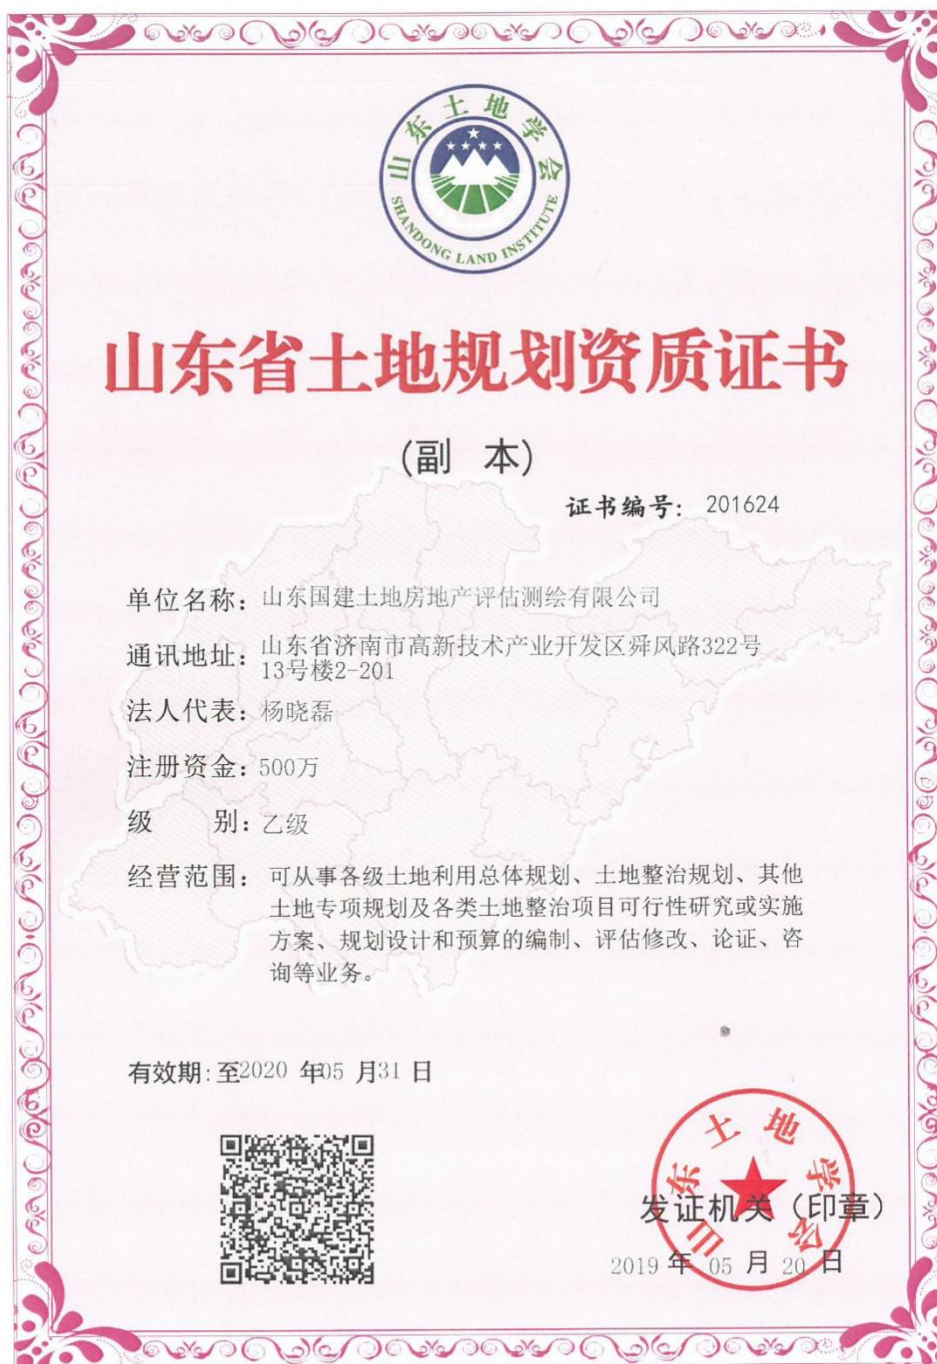 山东土地学会
SHANDONG LAND INSTITUTE
山东省土地规划资质证书
(副 本)
证书编号: 201624
单位名称: 山东国建土地房地产评估测绘有限公司
通讯地址: 山东省济南市高新技术产业开发区舜风路322号
13号楼2-201
法人代表: 杨晓磊
注册资金: 500万
级 别: 乙级
经营范围: 可从事各级土地利用总体规划、土地整治规划、其他
土地专项规划及各类土地整治项目可行性研究或实施
方案、规划设计和预算的编制、评估修改、论证、咨
询等业务。
有效期: 至2020 年05 月31 日
山东土地学会
发证机关（印章）
2019 年 05 月 20 日